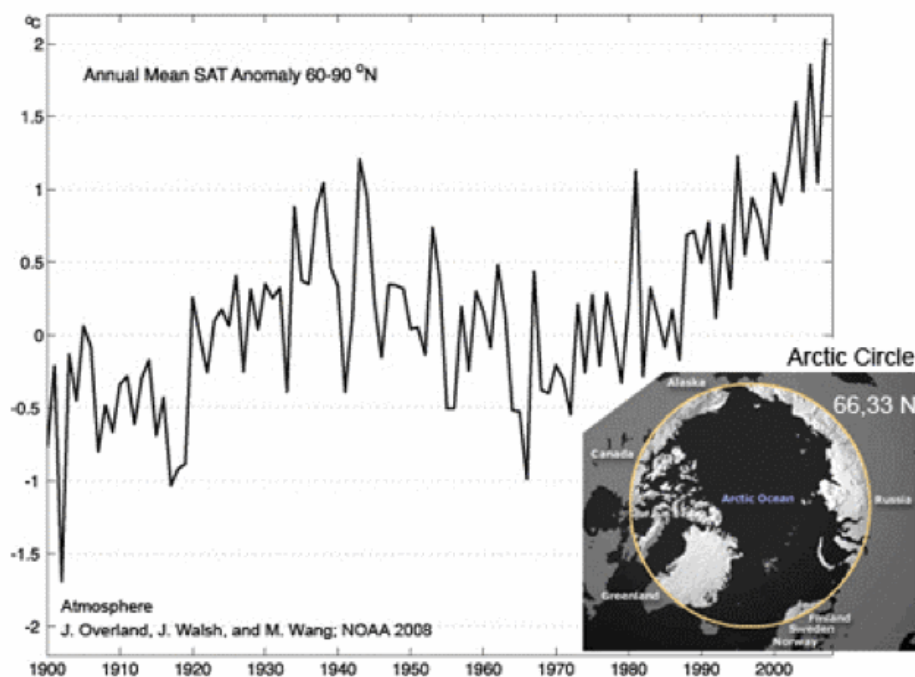 °C
2
Annual Mean SAT Anomaly 60-90 °N
1.5
1
0.5
0
-0.5
-1
-1.5
-2
Arctic Circle
66,33 N
Alaska
Canada
Arctic Ocean
Russia
Greenland
Finland
Sweden
Norway
Atmosphere
J. Overland, J. Walsh, and M. Wang; NOAA 2008
1900 1910 1920 1930 1940 1950 1960 1970 1980 1990 2000